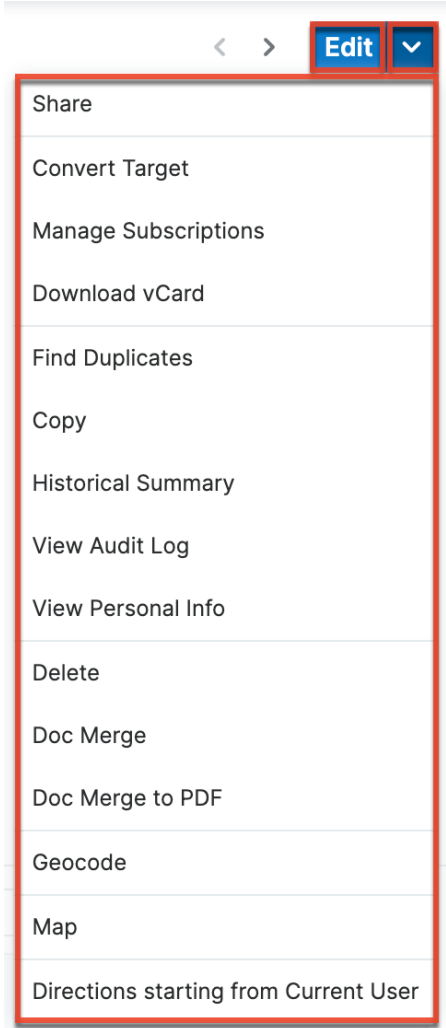 Edit
Share
Convert Target
Manage Subscriptions
Download vCard
Find Duplicates
Copy
Historical Summary
View Audit Log
View Personal Info
Delete
Doc Merge
Doc Merge to PDF
Geocode
Map
Directions starting from Current User